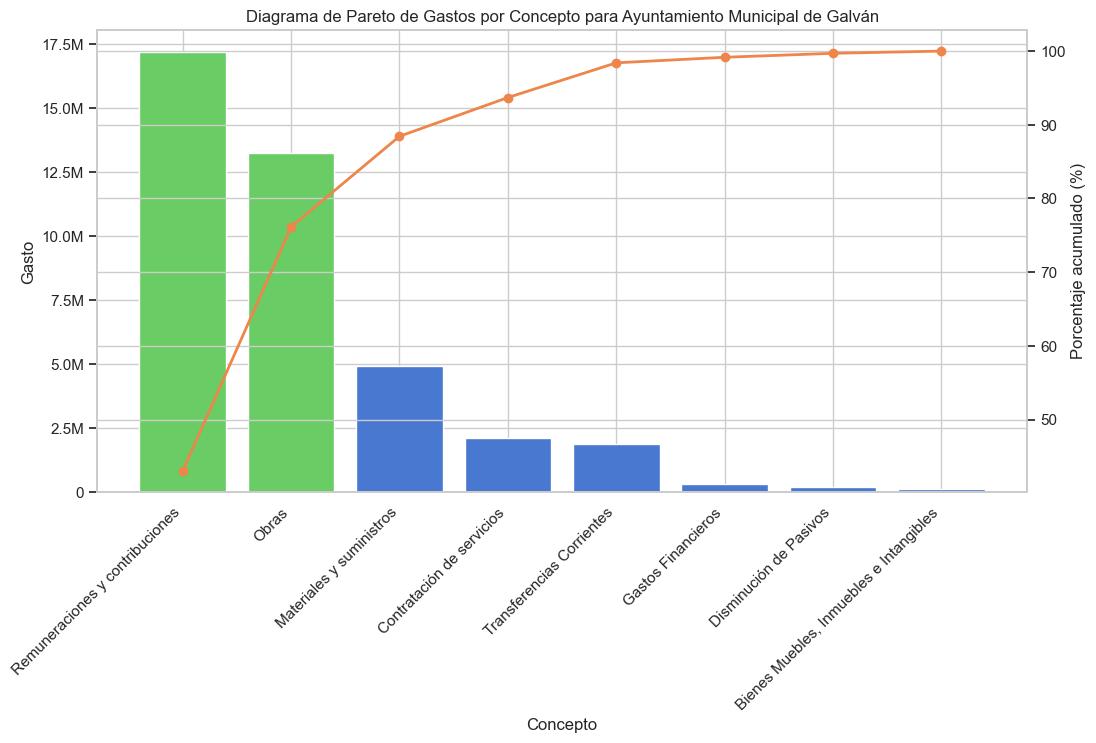 Diagrama de Pareto de Gastos por Concepto para Ayuntamiento Municipal de Galván
Gasto
17.5M
15.0M
12.5M
10.0M
7.5M
5.0M
2.5M
0
Porcentaje acumulado (%)
100
90
80
70
60
50
Remuneraciones y contribuciones
Obras
Materiales y suministros
Contratación de servicios
Transferencias Corrientes
Gastos Financieros
Disminución de Pasivos
Bienes Muebles, Inmuebles e Intangibles
Concepto